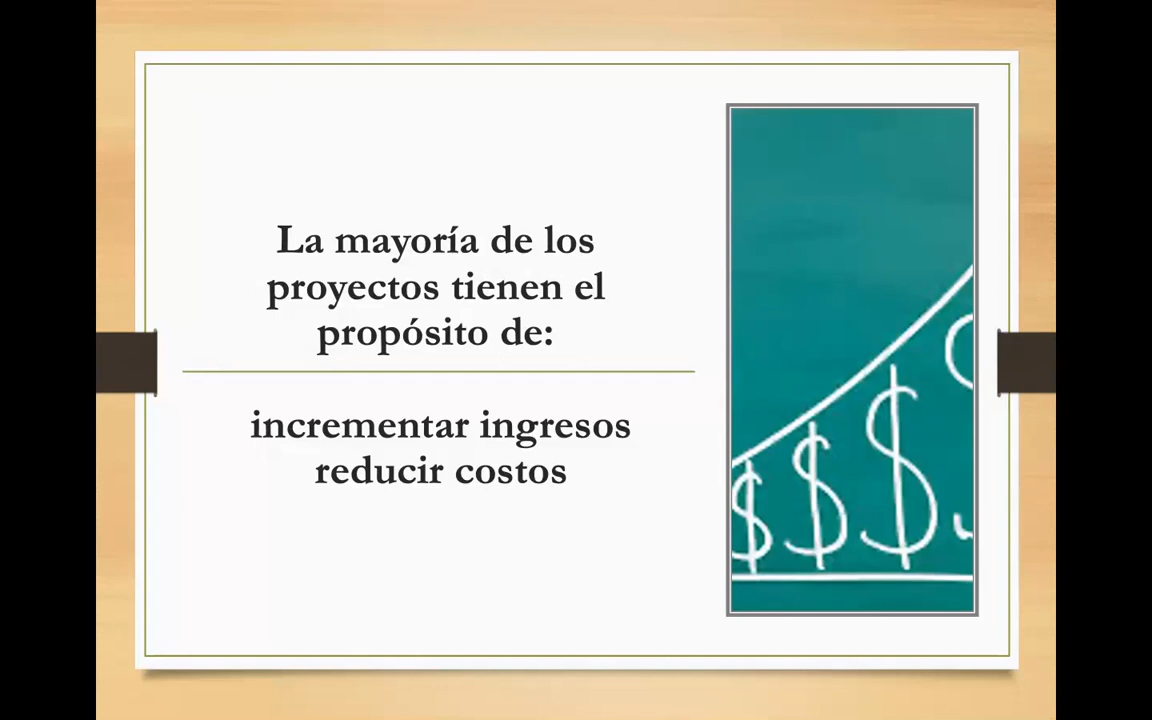 La mayoría de los
proyectos tienen el
propósito de:
incrementar ingresos
reducir costos
$ $ $